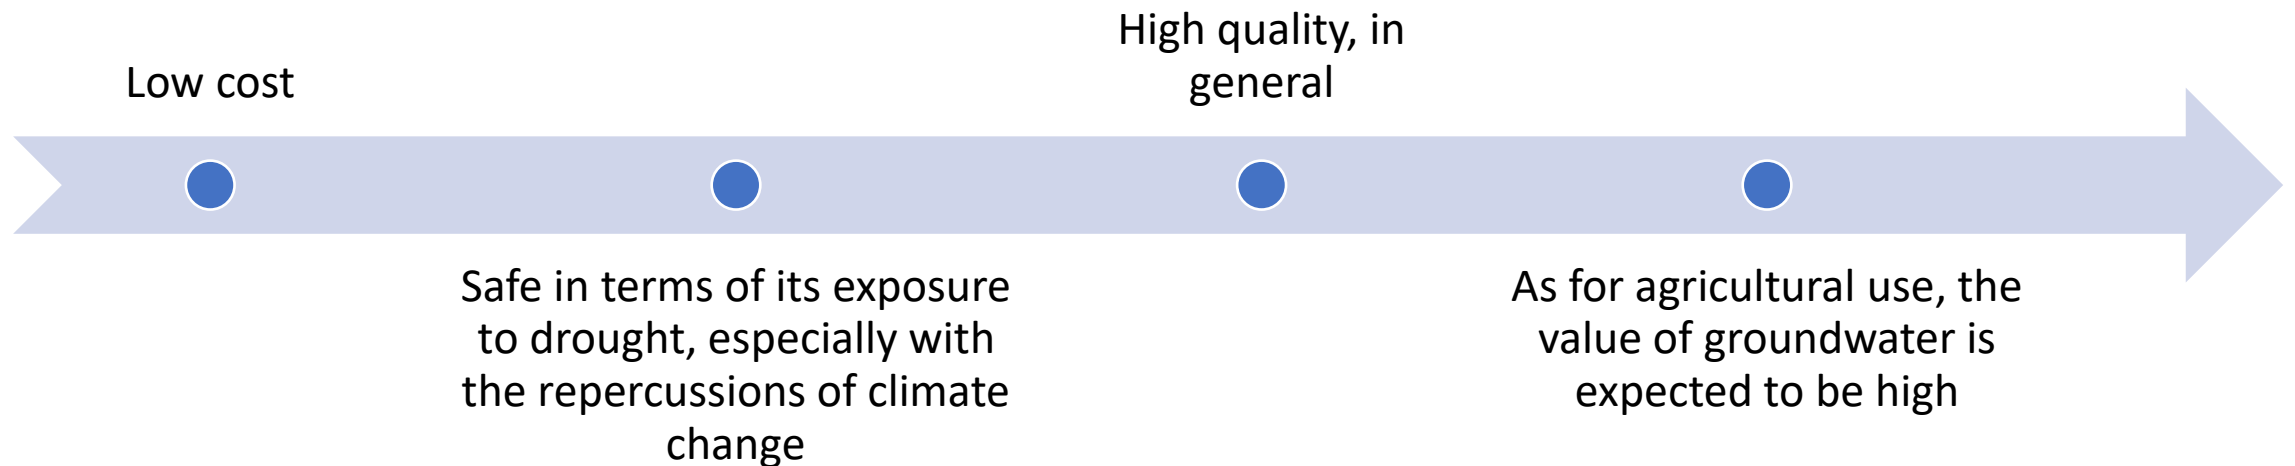 Low cost
Safe in terms of its exposure
to drought, especially with
the repercussions of climate
change
High quality, in
general
As for agricultural use, the
value of groundwater is
expected to be high